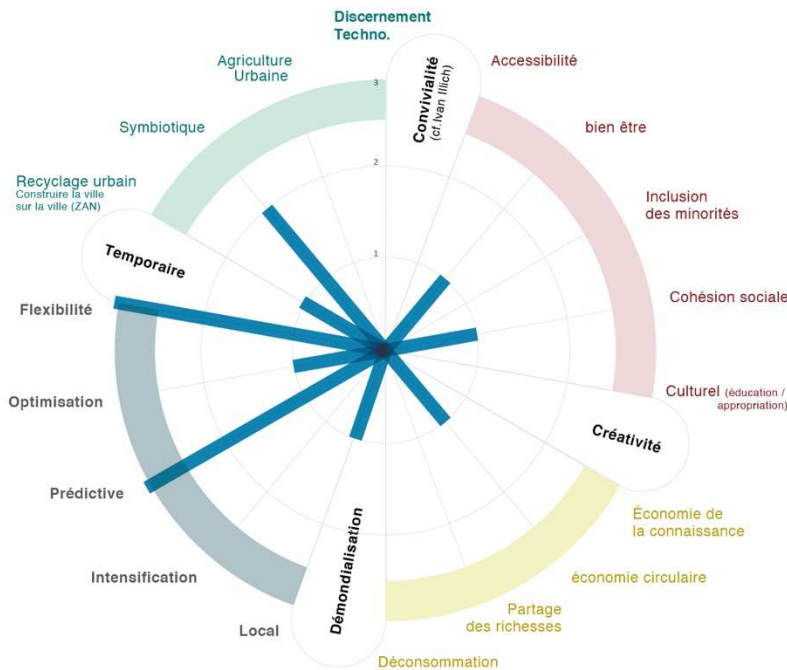 Discernement
Techno.
Agriculture
Urbaine
Symbiotique
Recyclage urbain
Construire la ville
sur la ville (ZAN)
Temporaire
Flexibilité
Optimisation
Prédictive
Intensification
Local
Démondialisation
Déconsommation
Partage
des richesses
économie circulaire
Économie de
la connaissance
Créativité
Culturel (éducation /
appropriation)
Cohésion sociale
Inclusion
des minorités
bien être
Accessibilité
Convivialité
(cf.Ivan Illich)
3
2
1